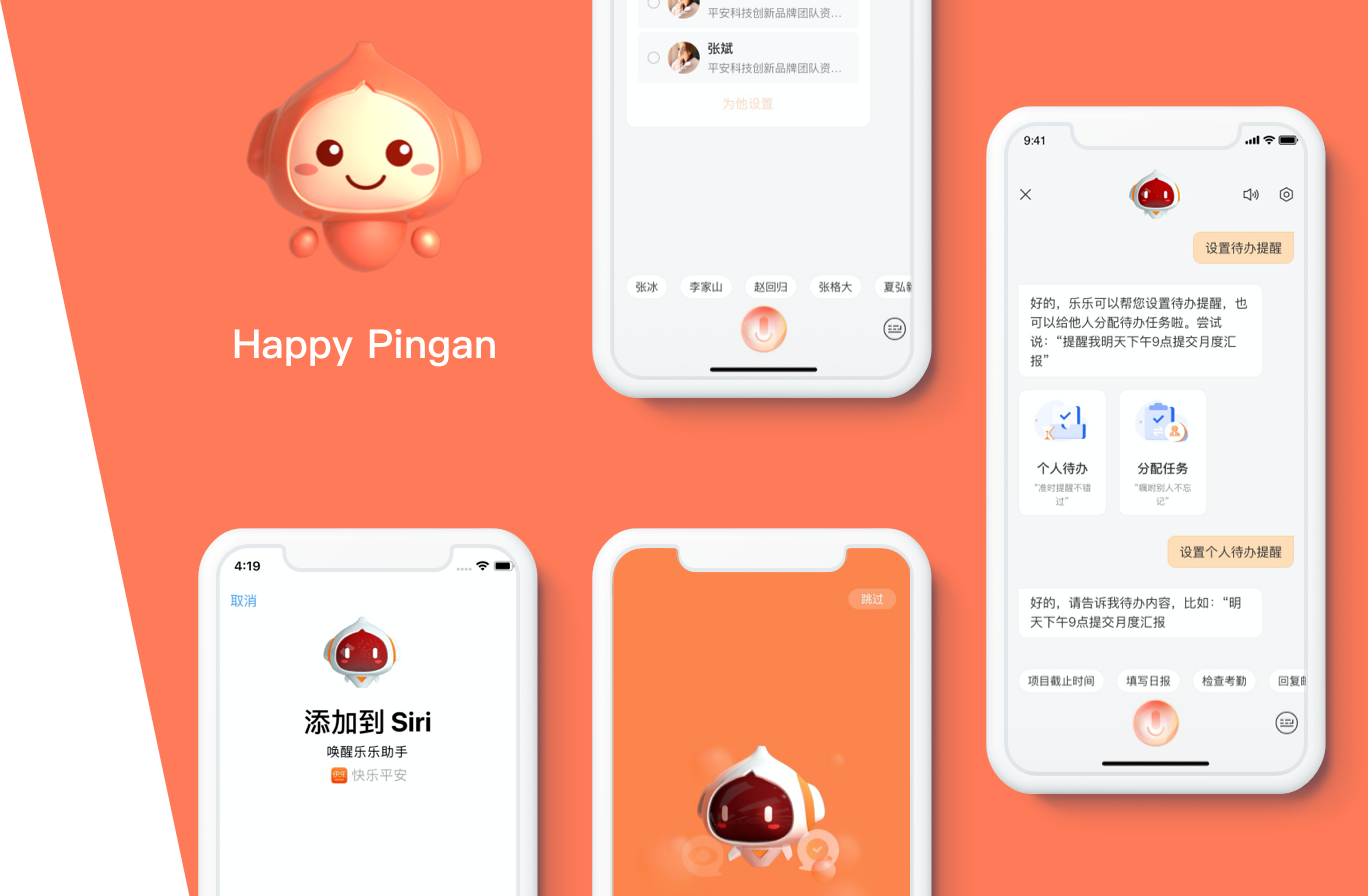 Happy Pingan
平安科技创新品牌团队资...
张斌
平安科技创新品牌团队资...
为他设置
张冰
李家山
赵回归
张格大
夏弘
9:41
设置待办提醒
好的，乐乐可以帮您设置待办提醒，也
可以给他人分配待办任务啦。尝试
说：“提醒我明天下午9点提交月度汇
报”
个人待办
“准时提醒不错
过”
分配任务
“嘱咐别人不忘
记”
设置个人待办提醒
好的，请告诉我待办内容，比如：“明
天下午9点提交月度汇报
项目截止时间
填写日报
检查考勤
回复
4:19
取消
添加到 Siri
唤醒乐乐助手
快乐平安
跳过